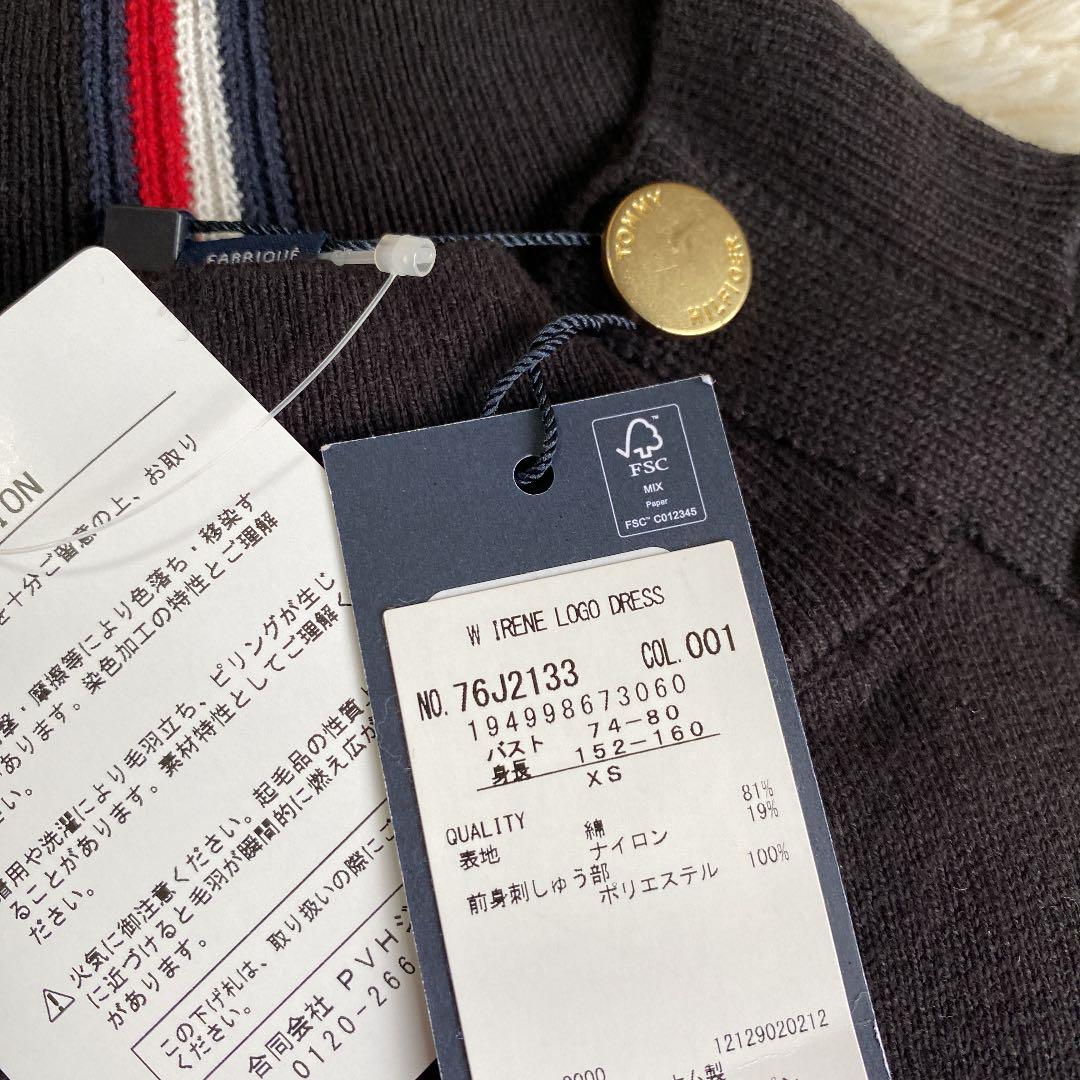 TOMMY
HILFIGER
FABRIQUÉ
FSC
MIX
Paper
FSC™ C012345
W IRENE LOGO DRESS
NO. 76J2133 COL. 001
194998673060
バスト 74-80
身長 152-160
XS
QUALITY
表地 綿 81%
ナイロン 19%
前身刺しゅう部
ポリエステル 100%
12129020212
十分ご留意の上、お取り
摩擦等により色落ち・移染す
あります。染色加工の特性とご理解
い。
着用や洗濯により毛羽立ち、ピリングが生じ
ることがあります。素材特性としてご理解く
ださい。
⚠火気に御注意ください。起毛品の性質上
に近づけると毛羽が瞬間的に燃え広が
があります。
この下げ札は、取り扱いの際にご
ください。
合同会社PVHジ
0120-266